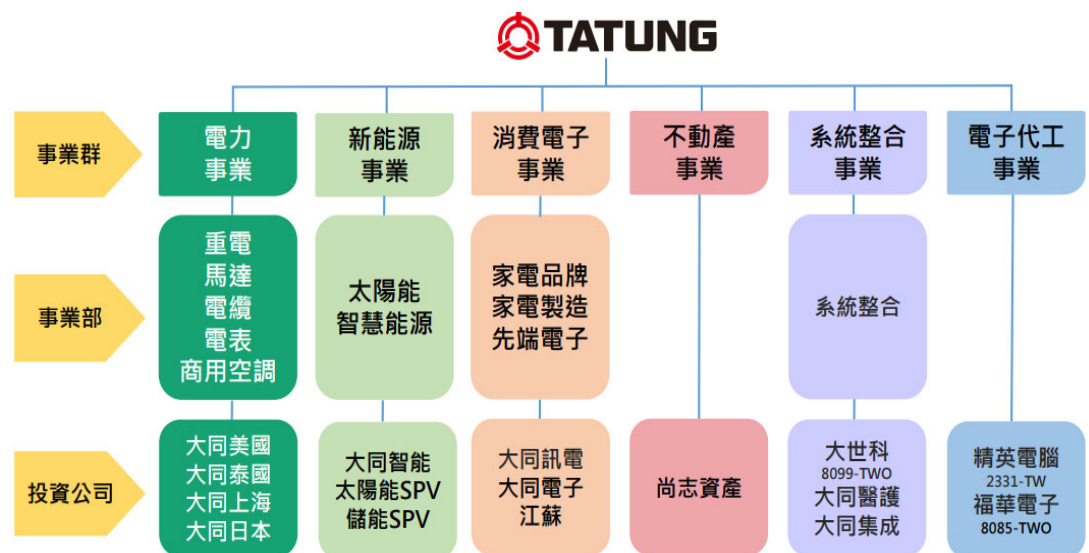 TATUNG
事業群
電力
事業
新能源
事業
消費電子
事業
不動產
事業
系統整合
事業
電子代工
事業
事業部
重電
馬達
電纜
電表
商用空調
太陽能
智慧能源
家電品牌
家電製造
先端電子
系統整合
投資公司
大同美國
大同泰國
大同上海
大同日本
大同智能
太陽能SPV
儲能SPV
大同訊電
大同電子
江蘇
尚志資產
大世科
8099-TWO
大同醫護
大同集成
精英電腦
2331-TW
福華電子
8085-TWO